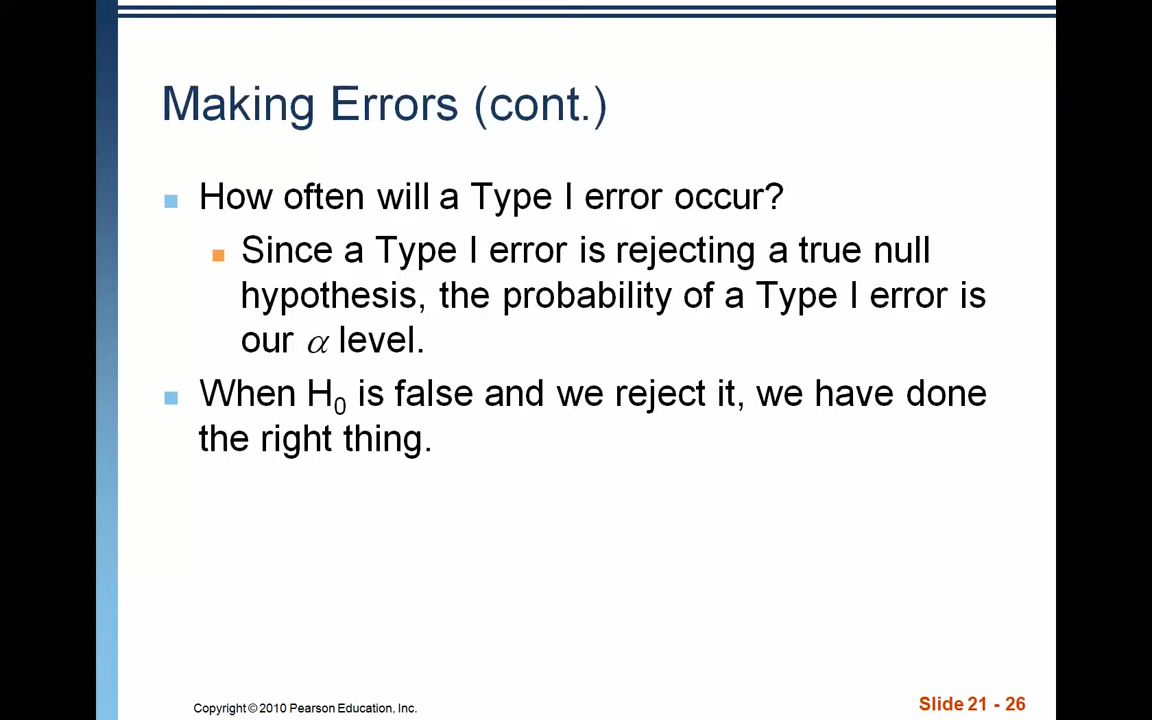 Making Errors (cont.)
How often will a Type I error occur?
Since a Type I error is rejecting a true null
hypothesis, the probability of a Type I error is
our α level.
When H₀ is false and we reject it, we have done
the right thing.
Copyright © 2010 Pearson Education, Inc.
Slide 21 - 26